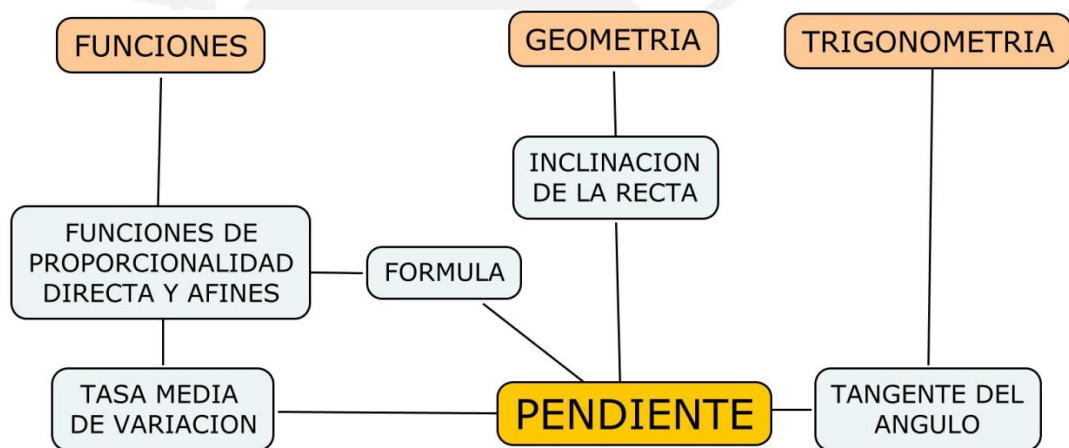 FUNCIONES
GEOMETRIA
TRIGONOMETRIA
INCLINACION
DE LA RECTA
FUNCIONES DE
PROPORCIONALIDAD
DIRECTA Y AFINES
FORMULA
TASA MEDIA
DE VARIACION
PENDIENTE
TANGENTE DEL
ANGULO